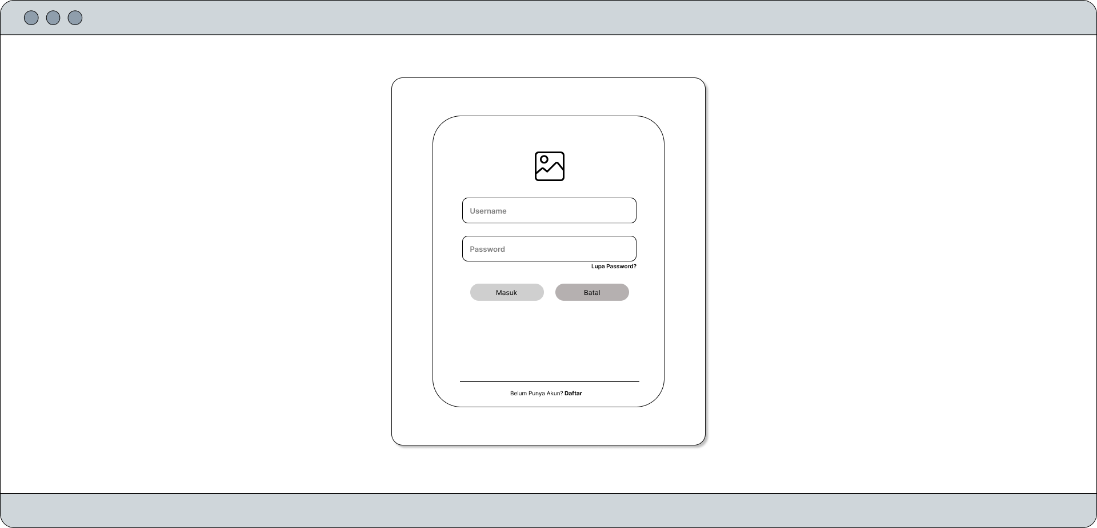 Username
Password
Lupa Password?
Masuk
Batal
Belum Punya Akun? Daftar